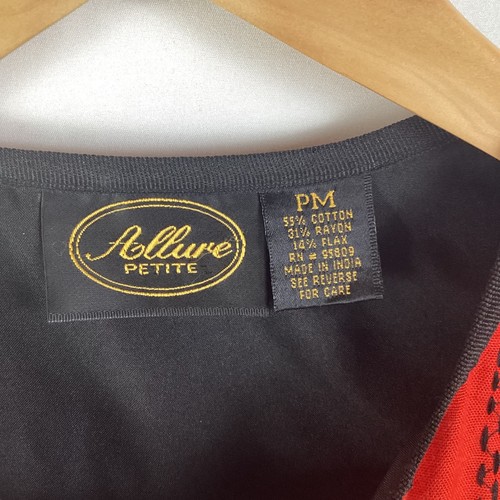 Allure
PETITE
PM
55% COTTON
31% RAYON
14% FLAX
RN # 95809
MADE IN INDIA
SEE REVERSE
FOR CARE